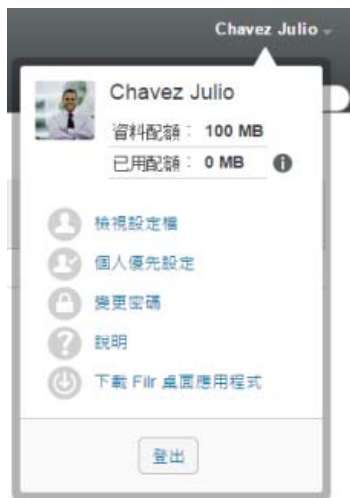 Chavez Julio
Chavez Julio
資料配額： 100 MB
已用配額： 0 MB
檢視設定檔
個人優先設定
變更密碼
說明
下載 Filr 桌面應用程式
登出